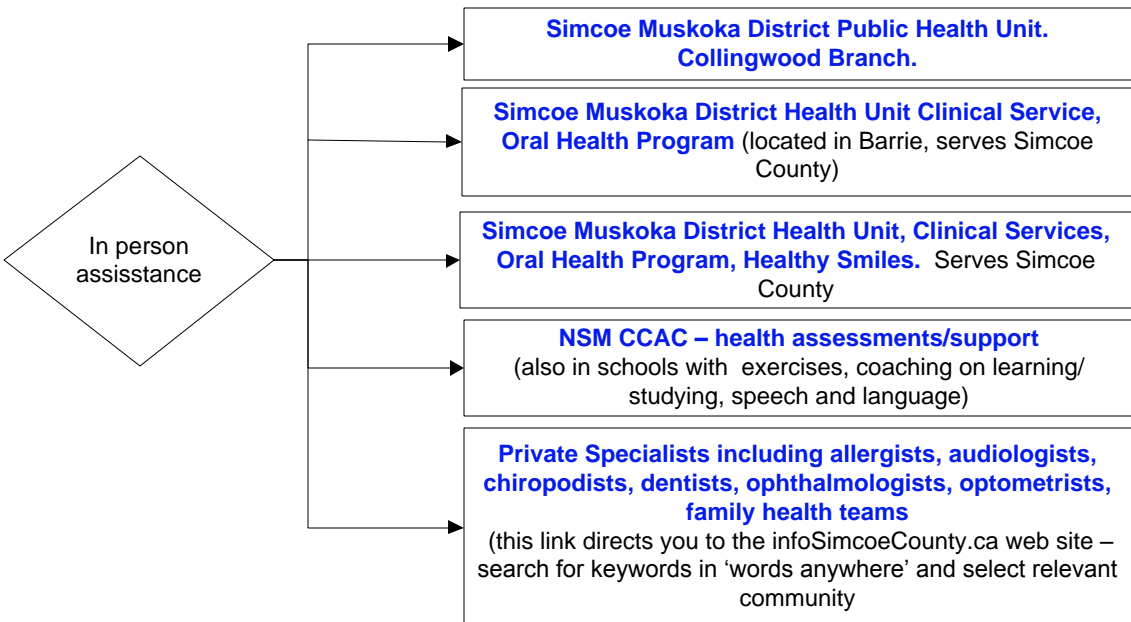 In person
assisstance
Simcoe Muskoka District Public Health Unit.
Collingwood Branch.
Simcoe Muskoka District Health Unit Clinical Service,
Oral Health Program (located in Barrie, serves Simcoe
County)
Simcoe Muskoka District Health Unit, Clinical Services,
Oral Health Program, Healthy Smiles.  Serves Simcoe
County
NSM CCAC – health assessments/support
(also in schools with  exercises, coaching on learning/
studying, speech and language)
Private Specialists including allergists, audiologists,
chiropodists, dentists, ophthalmologists, optometrists,
family health teams
(this link directs you to the infoSimcoeCounty.ca web site –
search for keywords in ‘words anywhere’ and select relevant
community